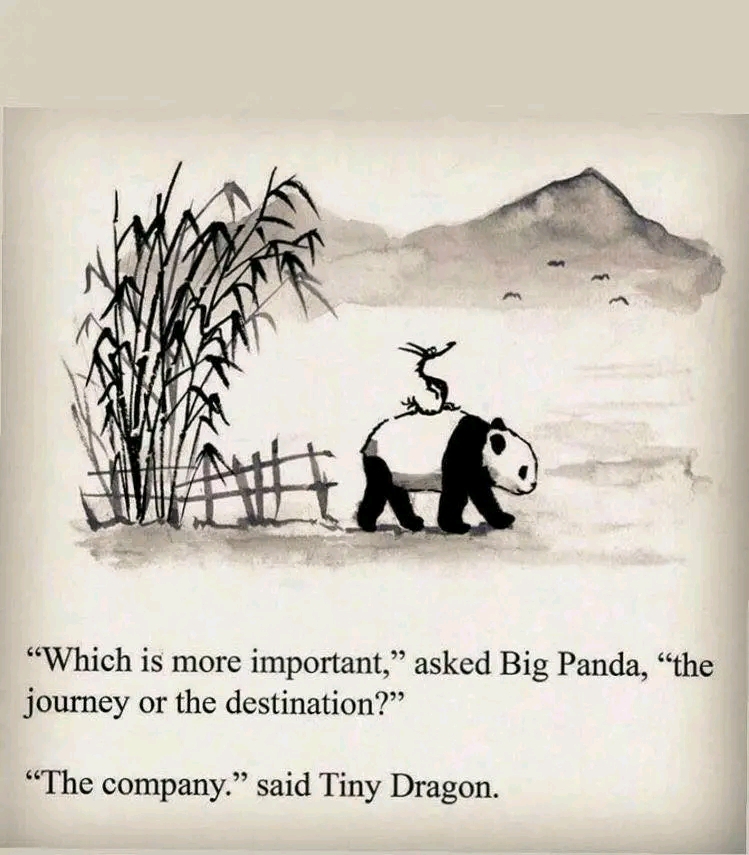 “Which is more important,” asked Big Panda, “the
journey or the destination?”
“The company.” said Tiny Dragon.